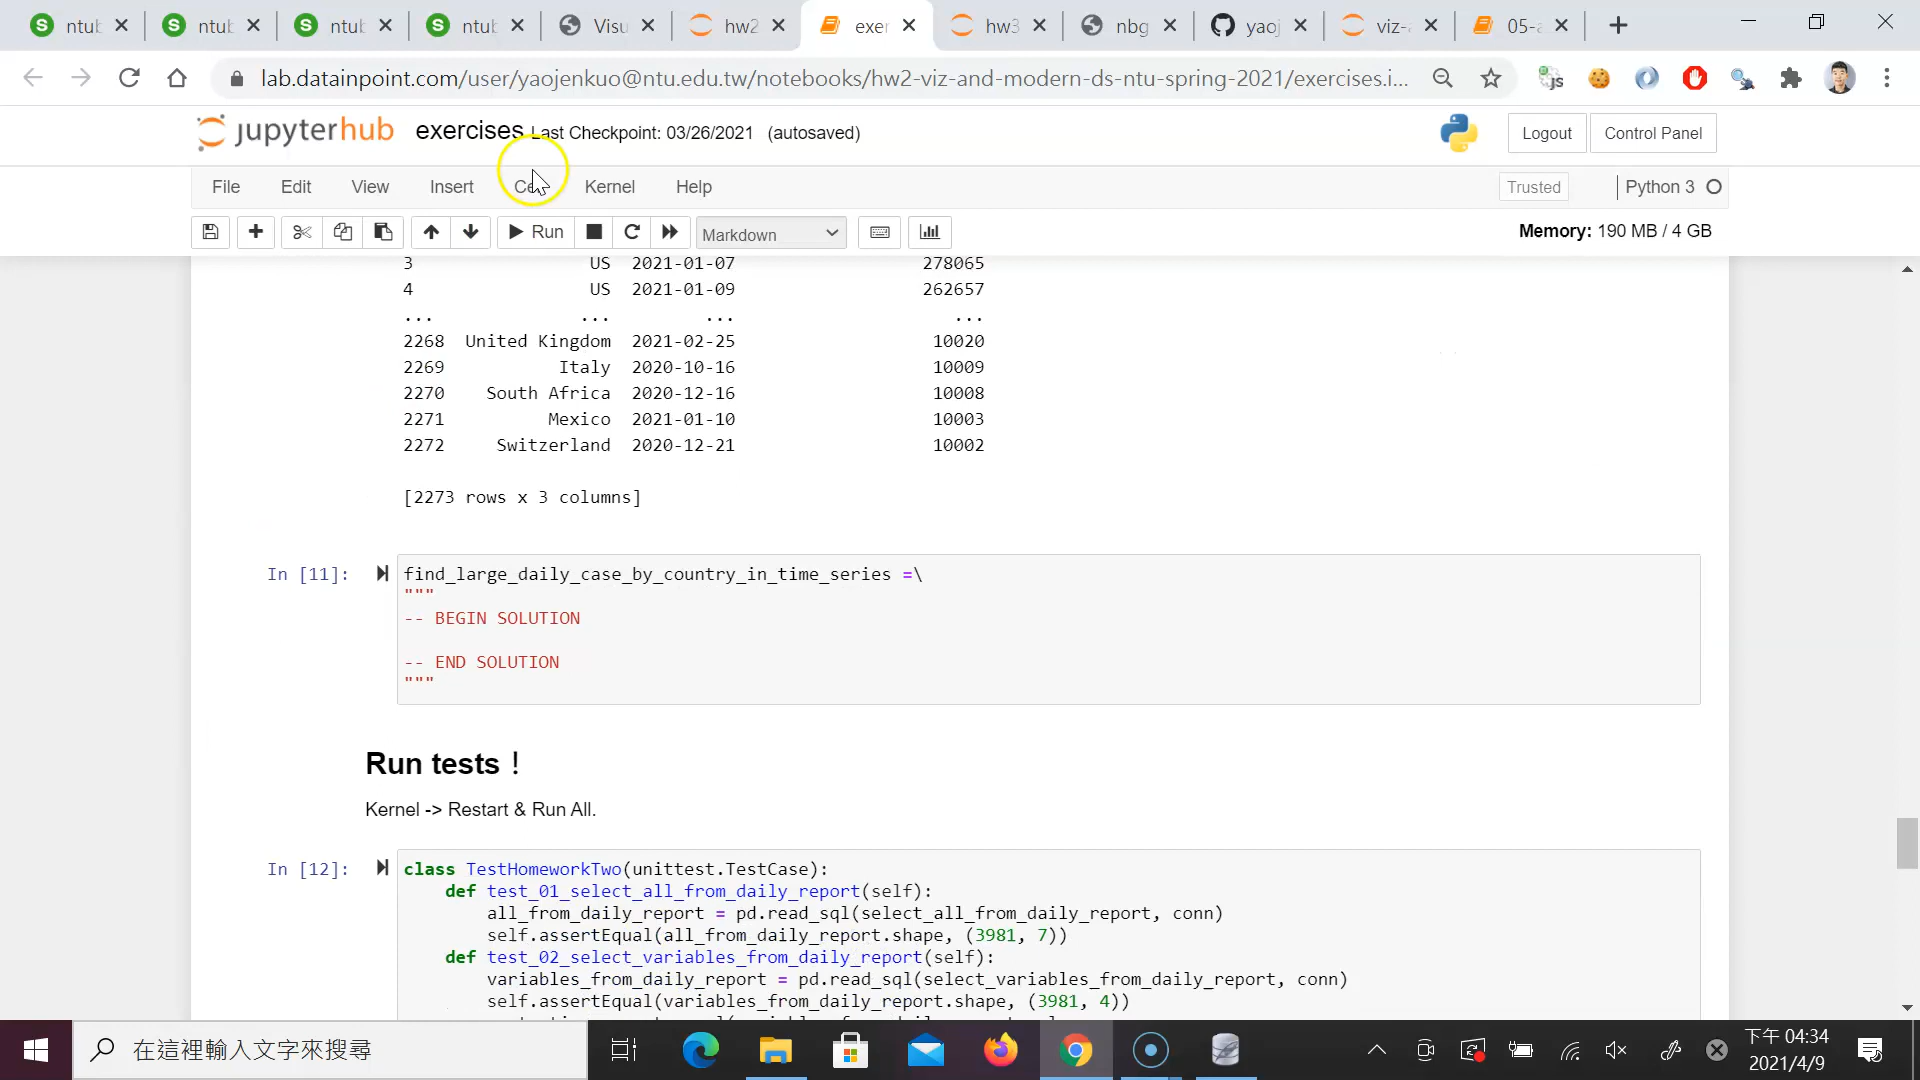 ntub
ntub
ntub
ntub
Visu
hw2
exer
hw3
nbg
yaoj
viz-
05-a
lab.datainpoint.com/user/yaojenkuo@ntu.edu.tw/notebooks/hw2-viz-and-modern-ds-ntu-spring-2021/exercises.i...
jupyterhub exercises Last Checkpoint: 03/26/2021 (autosaved) Logout Control Panel
File Edit View Insert Kernel Help Trusted Python 3
Run Markdown Memory: 190 MB / 4 GB
3 US 2021-01-07 278065
4 US 2021-01-09 262657
... ... ... ...
2268 United Kingdom 2021-02-25 10020
2269 Italy 2020-10-16 10009
2270 South Africa 2020-12-16 10008
2271 Mexico 2021-01-10 10003
2272 Switzerland 2020-12-21 10002
[2273 rows x 3 columns]
In [11]: find_large_daily_case_by_country_in_time_series =\
"""
-- BEGIN SOLUTION
-- END SOLUTION
"""
Run tests！
Kernel -> Restart & Run All.
In [12]: class TestHomeworkTwo(unittest.TestCase):
def test_01_select_all_from_daily_report(self):
all_from_daily_report = pd.read_sql(select_all_from_daily_report, conn)
self.assertEqual(all_from_daily_report.shape, (3981, 7))
def test_02_select_variables_from_daily_report(self):
variables_from_daily_report = pd.read_sql(select_variables_from_daily_report, conn)
self.assertEqual(variables_from_daily_report.shape, (3981, 4))
在這裡輸入文字來搜尋
下午 04:34
2021/4/9